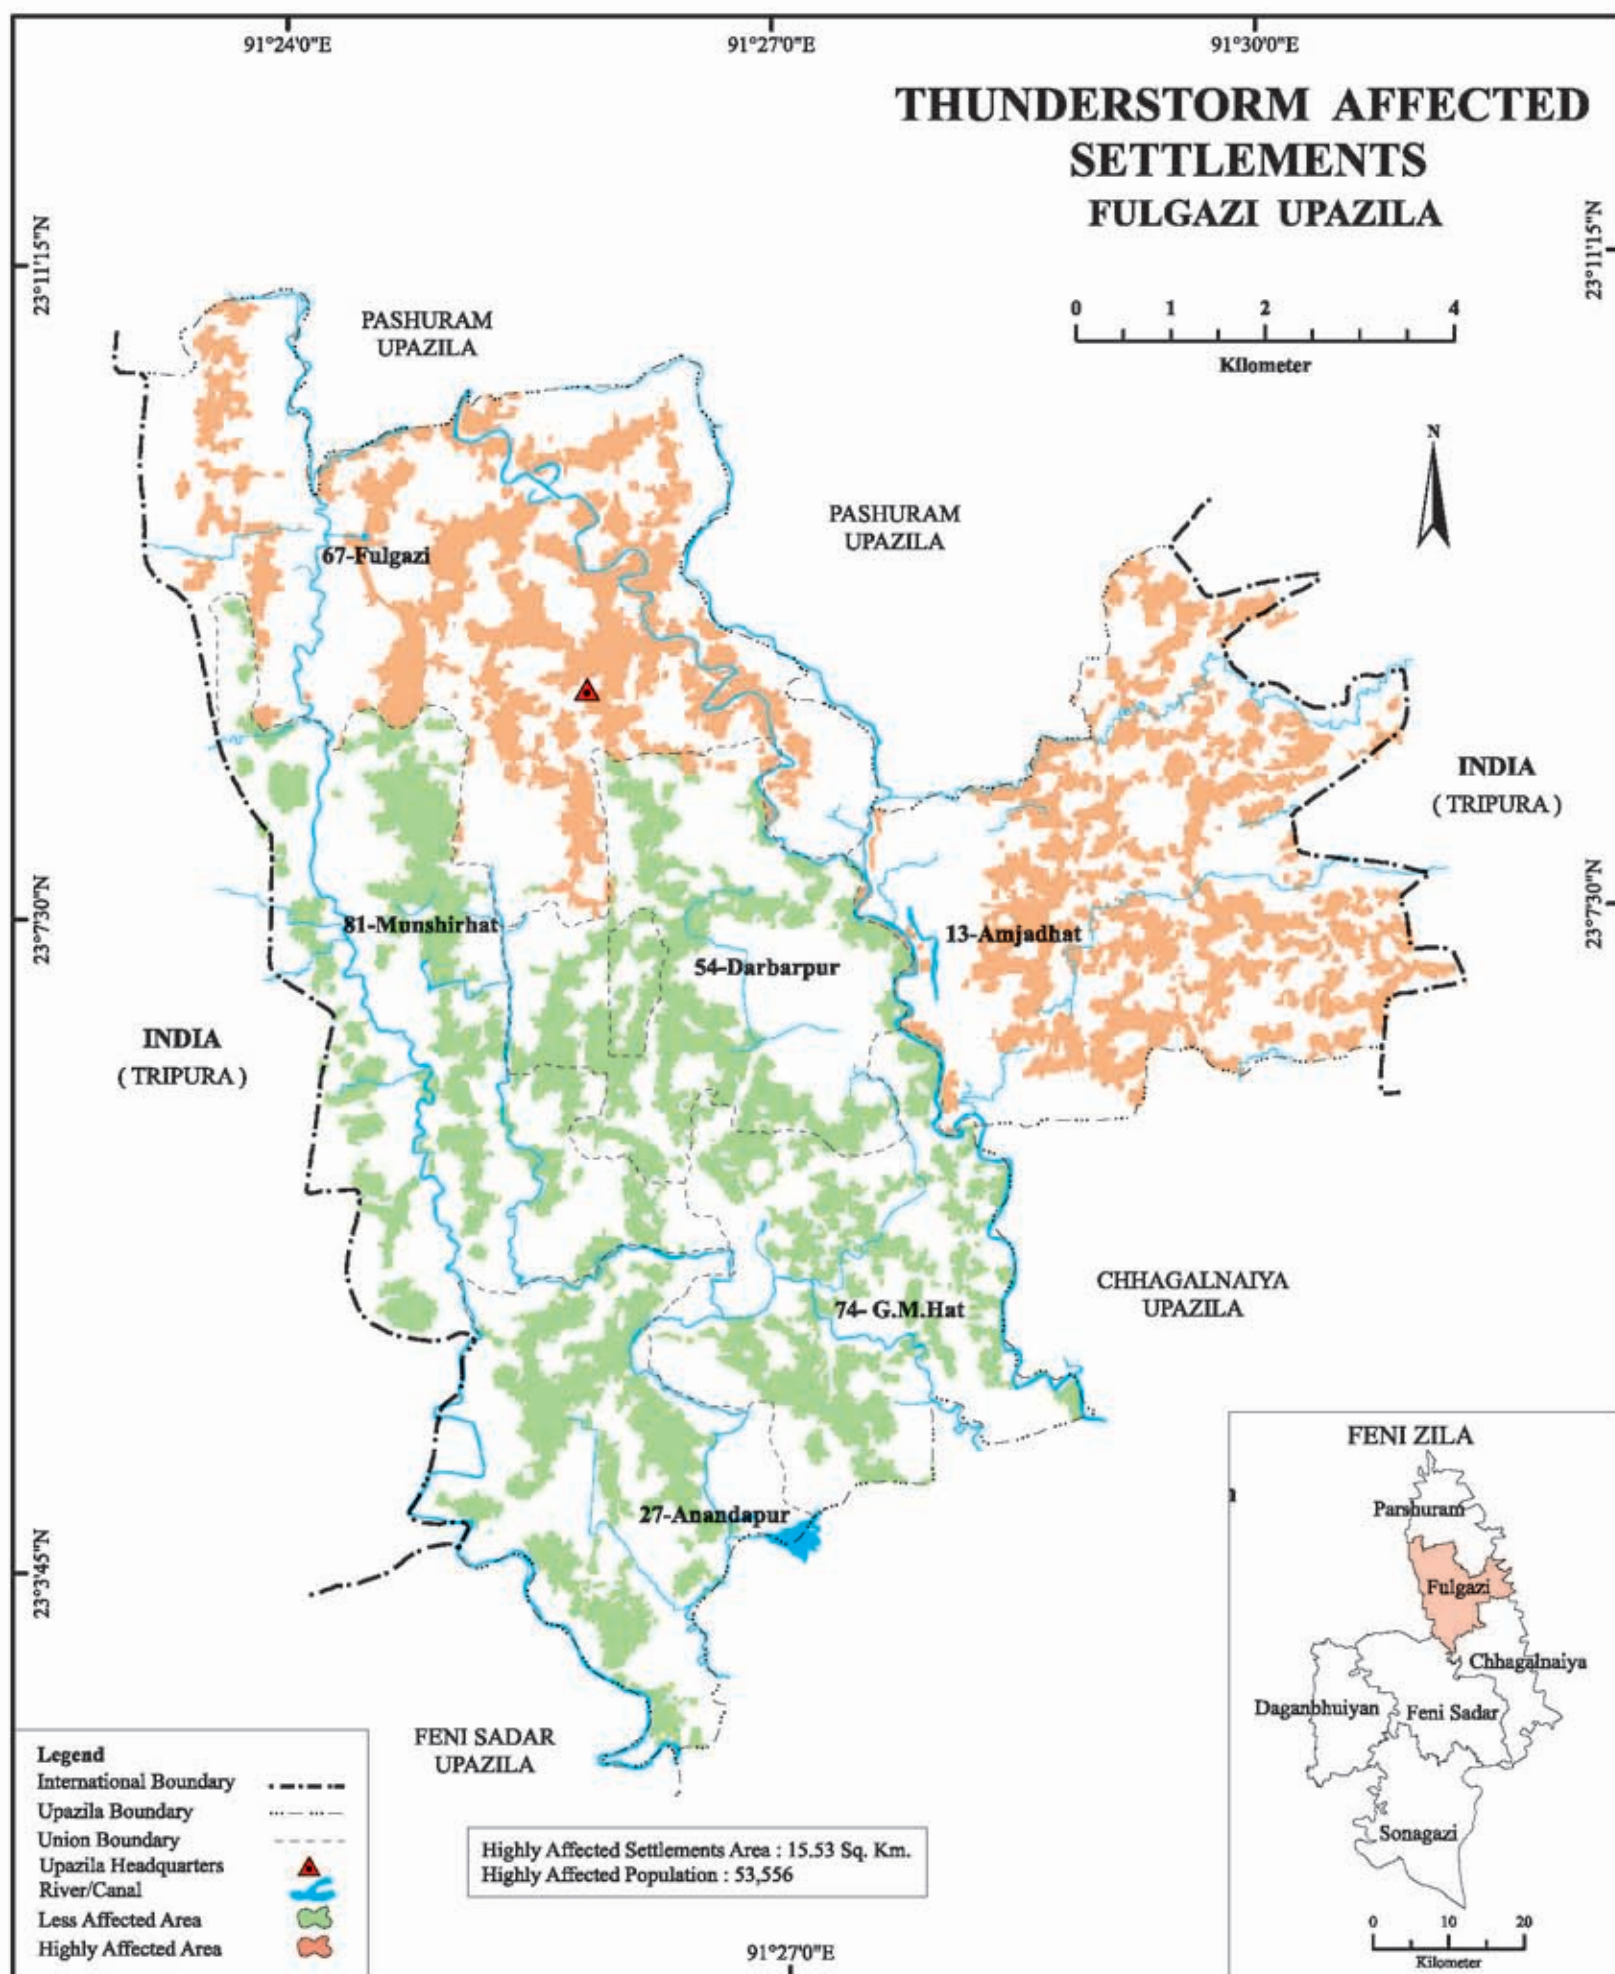 91°24'0"E
91°27'0"E
91°30'0"E
THUNDERSTORM AFFECTED
SETTLEMENTS
FULGAZI UPAZILA
23°11'15"N
23°11'15"N
0 1 2 4
Kilometer
PASHURAM
UPAZILA
N
PASHURAM
UPAZILA
67-Fulgazi
INDIA
( TRIPURA )
23°7'30"N
23°7'30"N
81-Munshirhat
13-Amjadhat
54-Darbarpur
INDIA
( TRIPURA )
CHHAGALNAIYA
UPAZILA
74- G.M.Hat
27-Anandapur
23°3'45"N
FENI ZILA
Parshuram
Fulgazi
Chhagalnaiya
Daganbhuiyan
Feni Sadar
Sonagazi
0 10 20
Kilometer
FENI SADAR
UPAZILA
Legend
International Boundary
Upazila Boundary
Union Boundary
Upazila Headquarters
River/Canal
Less Affected Area
Highly Affected Area
Highly Affected Settlements Area : 15.53 Sq. Km.
Highly Affected Population : 53,556
91°27'0"E